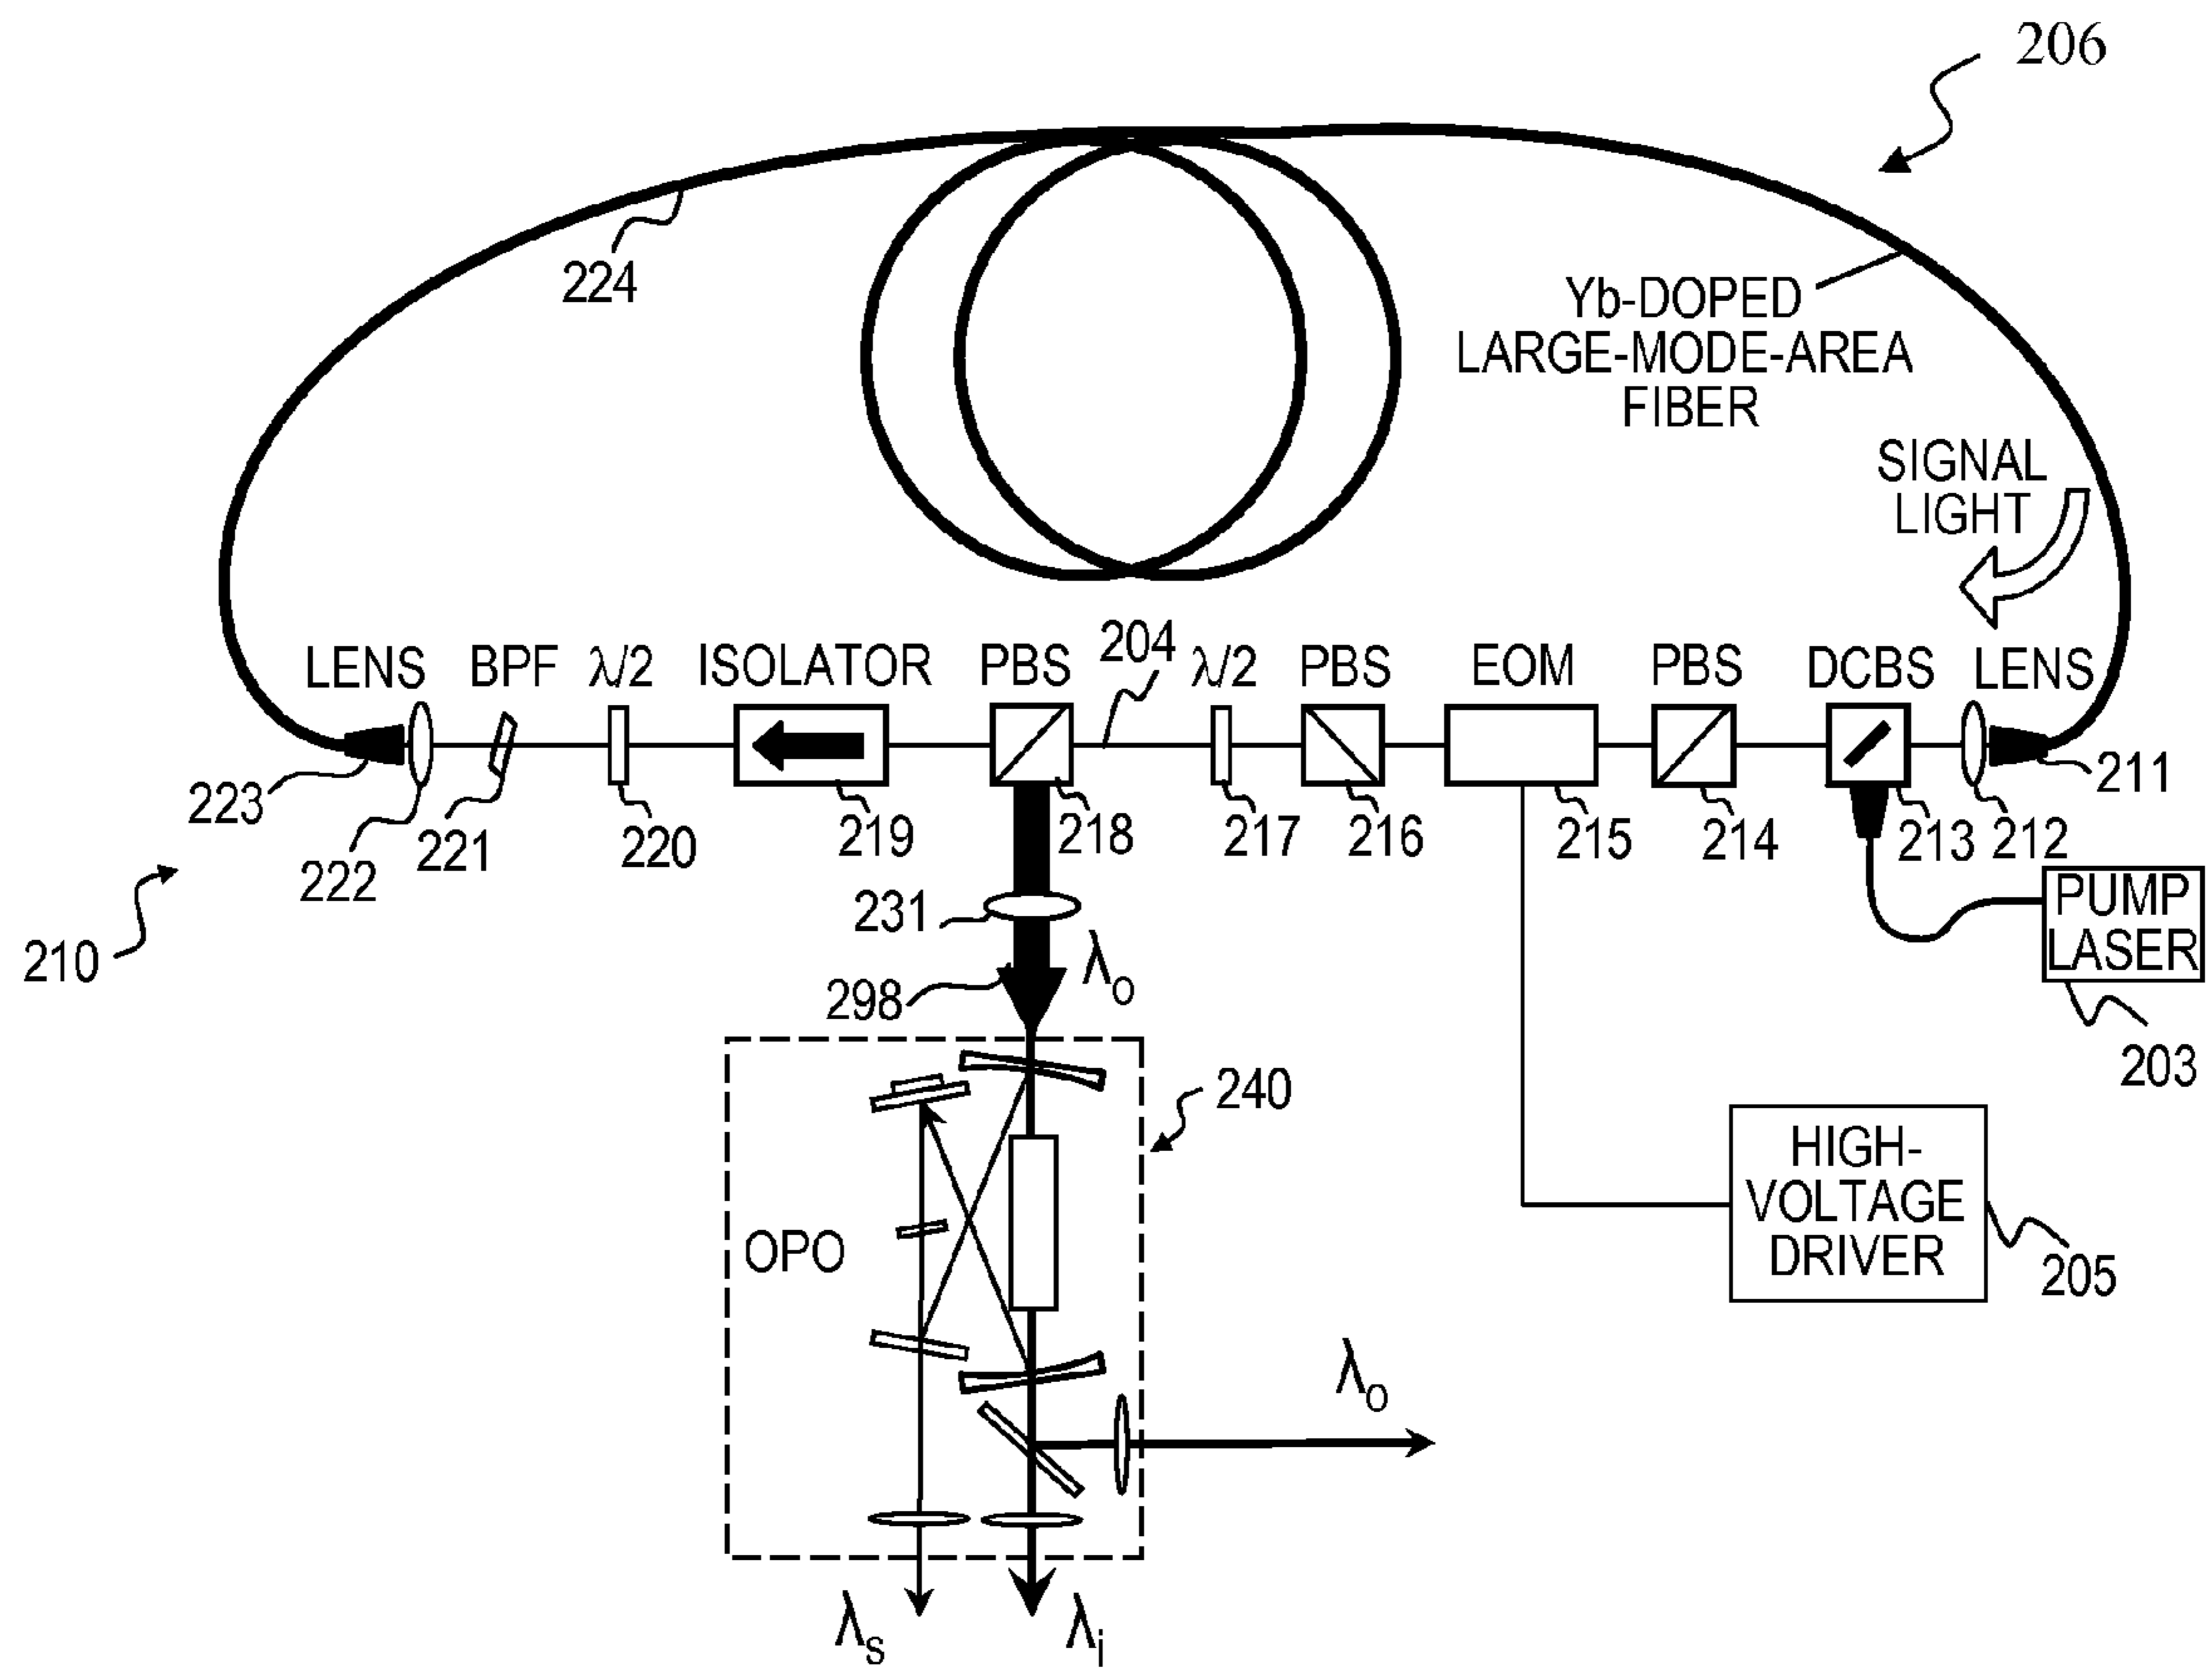 206
224
Yb-DOPED
LARGE-MODE-AREA
FIBER
SIGNAL
LIGHT
LENS
BPF
λ/2
ISOLATOR
PBS
204
λ/2
PBS
EOM
PBS
DCBS
LENS
223
222
221
220
219
218
217
216
215
214
213
212
211
210
231
298
λo
PUMP
LASER
203
240
OPO
HIGH-
VOLTAGE
DRIVER
205
λo
λs
λi